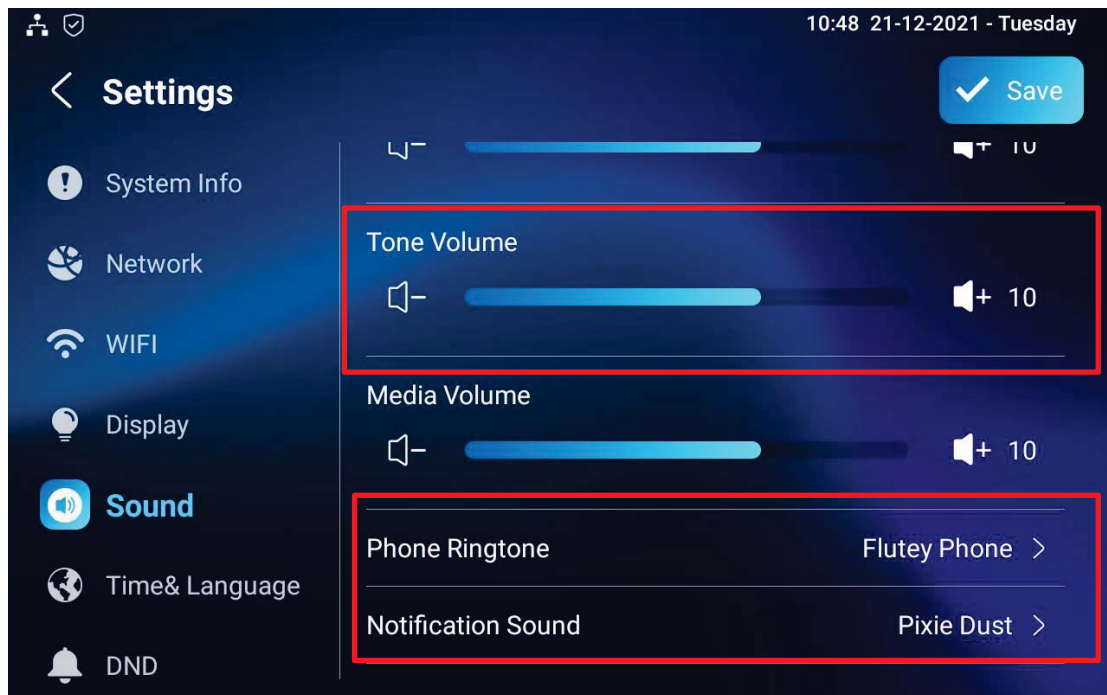 10:48 21-12-2021 - Tuesday
Settings
Save
- + 10
System Info
Tone Volume
Network
- + 10
WIFI
Media Volume
Display
- + 10
Sound
Phone Ringtone Flutey Phone >
Time& Language
Notification Sound Pixie Dust >
DND